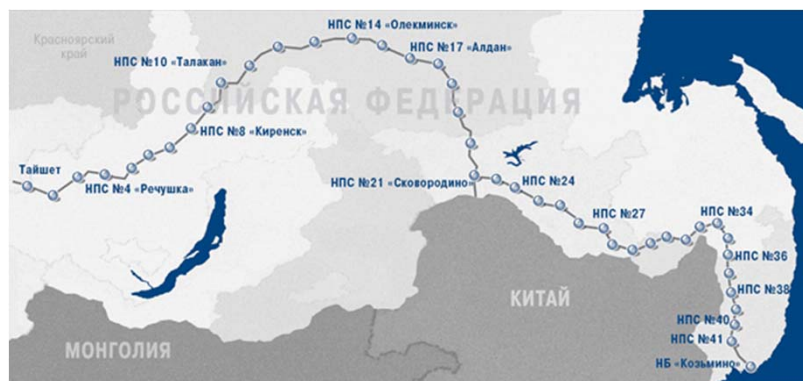 НПС №14 «Олекминск»
Красноярский
край
НПС №17 «Алдан»
НПС №10 «Талакан»
РОССИЙСКАЯ ФЕДЕРАЦИЯ
НПС №8 «Киренск»
Тайшет
НПС №4 «Речушка»
НПС №21 «Сковородино»
НПС №24
НПС №27
НПС №34
НПС №36
НПС №38
КИТАЙ
НПС №40
НПС №41
МОНГОЛИЯ
НБ «Козьмино»